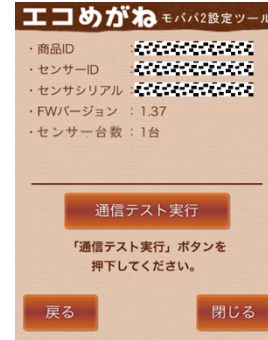 エコめがね モバパ2設定ツール
・商品ID :
・センサーID :
・センサシリアル :
・FWバージョン : 1.37
・センサー台数 : 1台
通信テスト実行
「通信テスト実行」ボタンを
押下してください。
戻る 閉じる